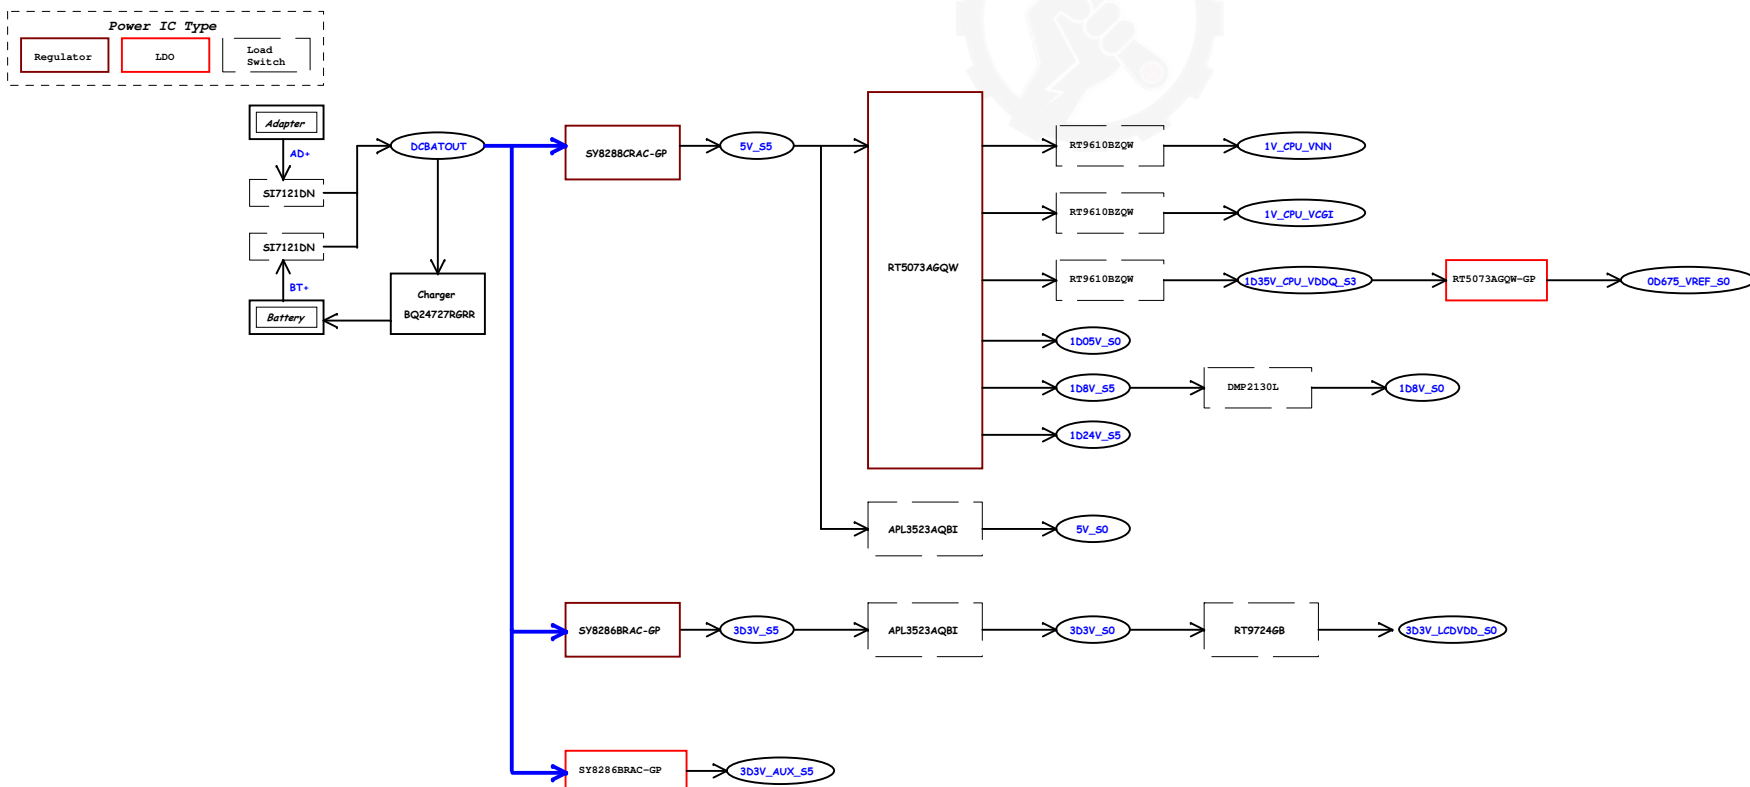 Power IC Type
Regulator
LDO
Load
Switch
Adapter
AD+
SI7121DN
SI7121DN
BT+
Battery
DCBATOUT
Charger
BQ24727RGRR
SY8288CRAC-GP
5V_S5
RT5073AGQW
RT9610BZQW
1V_CPU_VNN
RT9610BZQW
1V_CPU_VCGI
RT9610BZQW
1D35V_CPU_VDDQ_S3
RT5073AGQW-GP
0D675_VREF_S0
1D05V_S0
1D8V_S5
DMP2130L
1D8V_S0
1D24V_S5
APL3523AQBI
5V_S0
SY8286BRAC-GP
3D3V_S5
APL3523AQBI
3D3V_S0
RT9724GB
3D3V_LCDVDD_S0
SY8286BRAC-GP
3D3V_AUX_S5